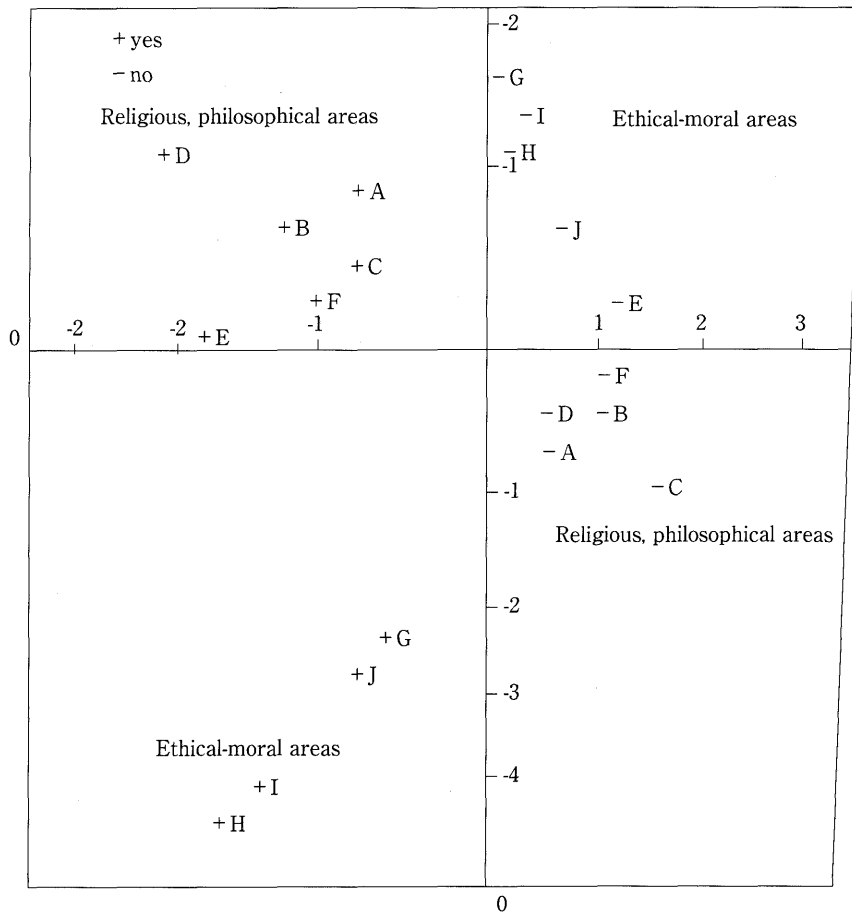 -2
+ yes
- no
- G
Religious, philosophical areas
- I
Ethical-moral areas
+ D
- H
-1
+ A
+ B
- J
+ C
+ F
- E
0
-2
-2
+ E
-1
1
2
3
- F
- D
- B
- A
-1
- C
Religious, philosophical areas
-2
+ G
+ J
-3
Ethical-moral areas
-4
+ I
+ H
0